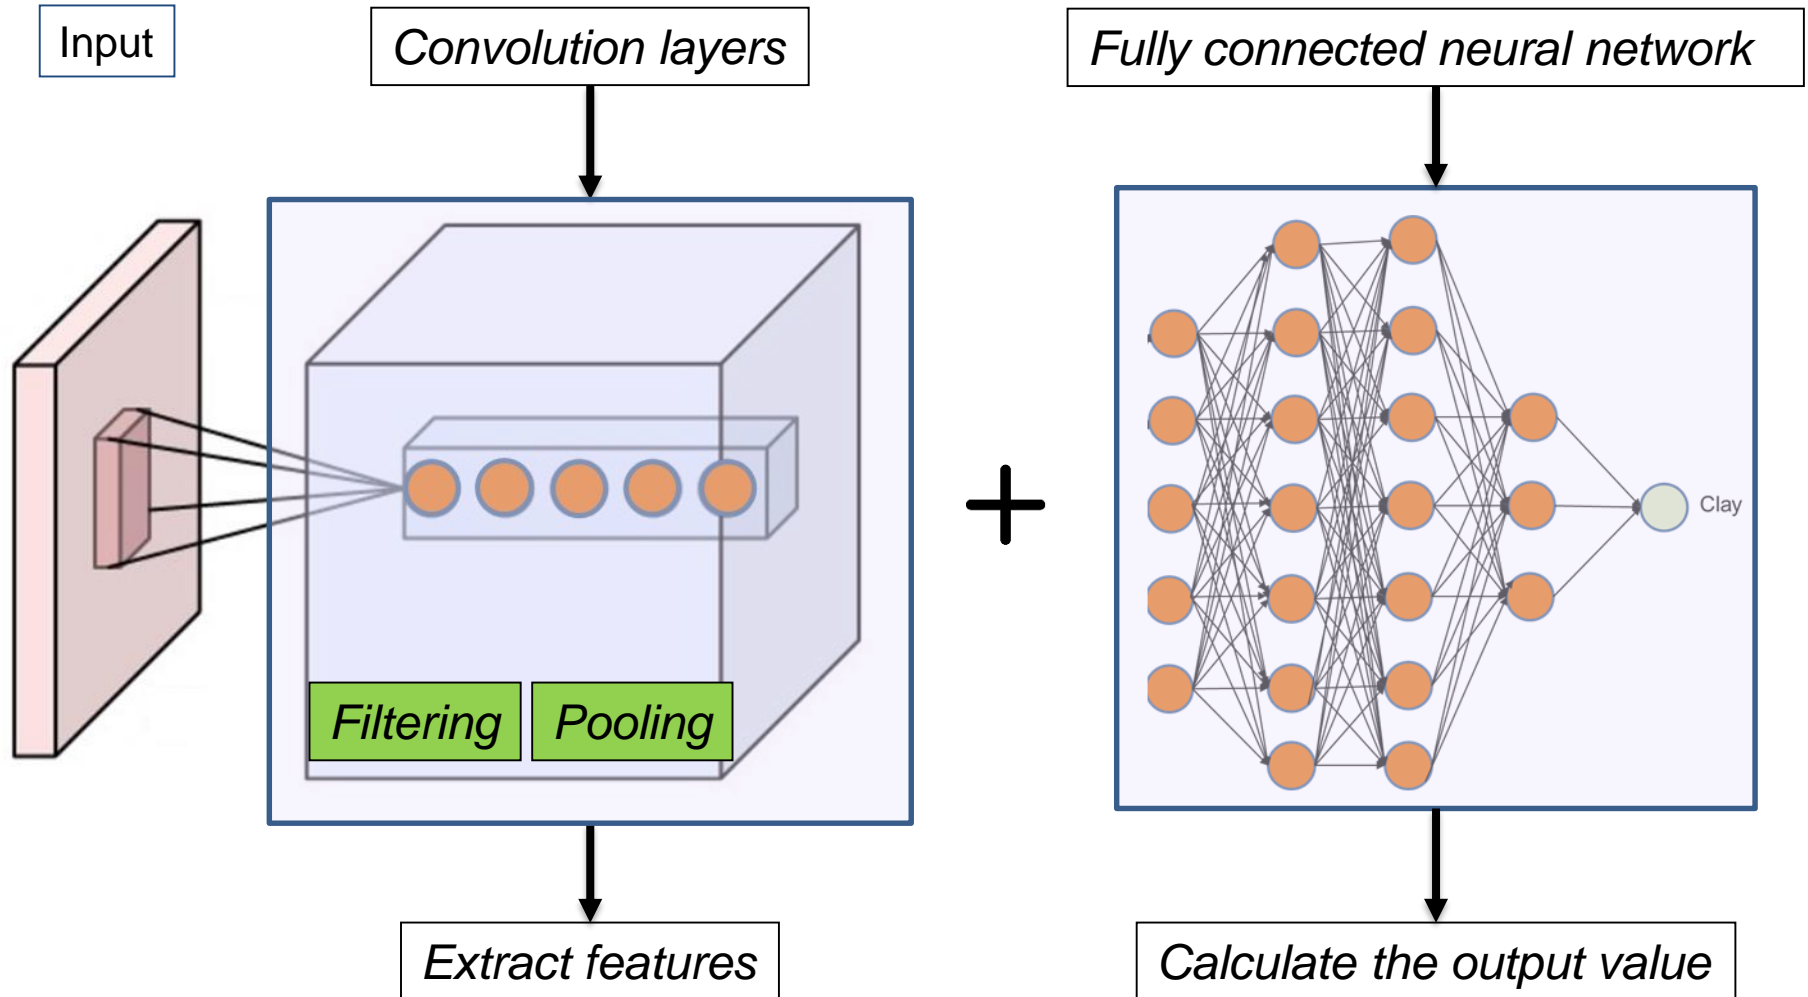 Input
Convolution layers
Fully connected neural network
Clay
Filtering
Pooling
Extract features
Calculate the output value